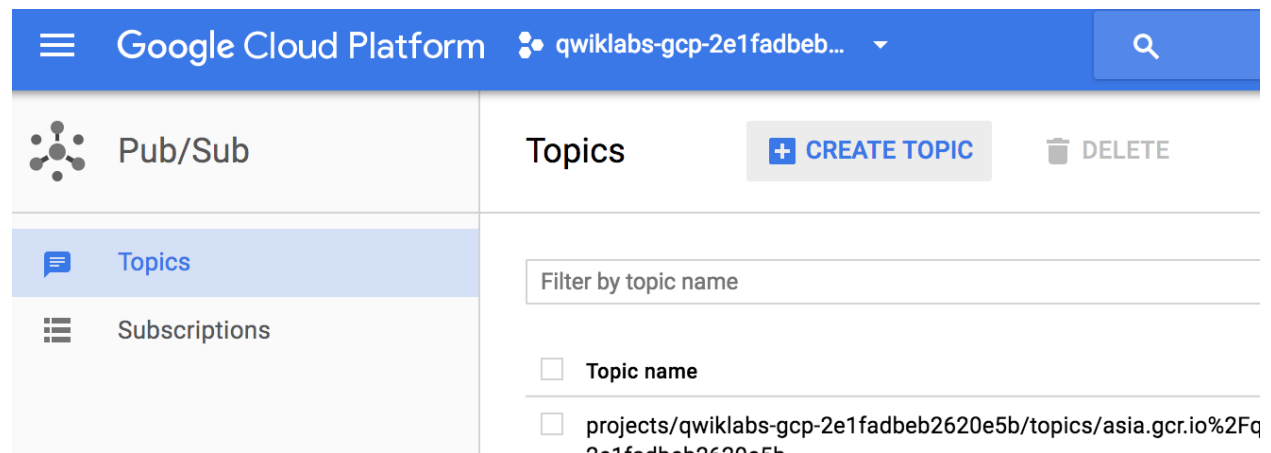 Google Cloud Platform qwiklabs-gcp-2e1fadbeb...
Pub/Sub
Topics CREATE TOPIC DELETE
Topics
Subscriptions
Filter by topic name
Topic name
projects/qwiklabs-gcp-2e1fadbeb2620e5b/topics/asia.gcr.io%2Fq
2e1fadbeb2620e5b